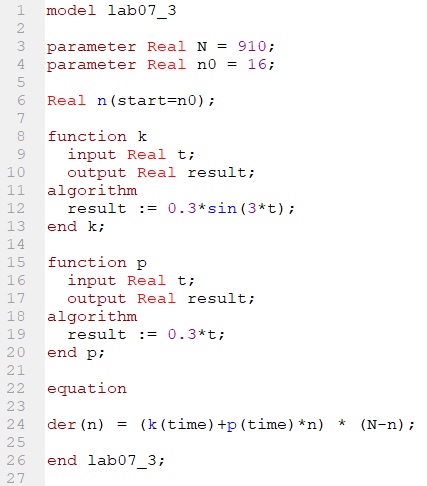 1 model lab07_3
2
3 parameter Real N = 910;
4 parameter Real n0 = 16;
5
6 Real n(start=n0);
7
8 function k
9   input Real t;
10   output Real result;
11 algorithm
12   result := 0.3*sin(3*t);
13 end k;
14
15 function p
16   input Real t;
17   output Real result;
18 algorithm
19   result := 0.3*t;
20 end p;
21
22 equation
23
24 der(n) = (k(time)+p(time)*n) * (N-n);
25
26 end lab07_3;
27